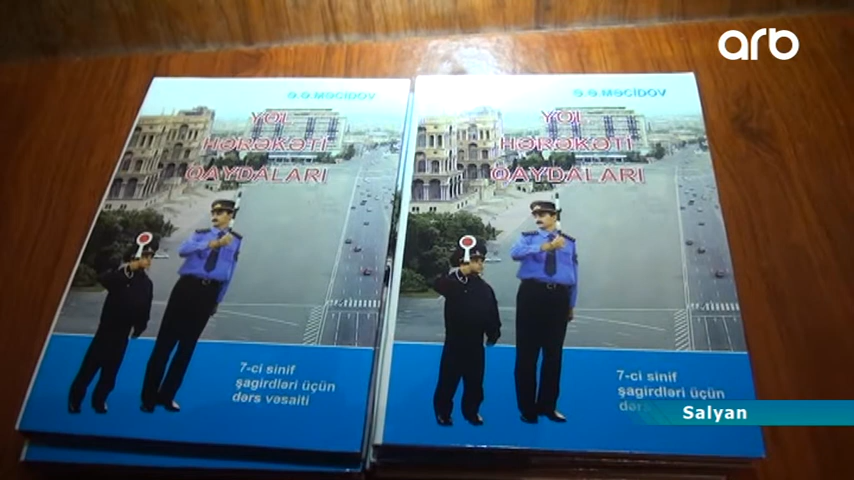 arb
Ə.Ə.MƏCİDOV
YOL
HƏRƏKƏTİ
QAYDALARI
7-ci sinif
şagirdləri üçün
dərs vəsaiti
Ə.Ə.MƏCİDOV
YOL
HƏRƏKƏTİ
QAYDALARI
7-ci sinif
şagirdləri üçün
dərs
Salyan